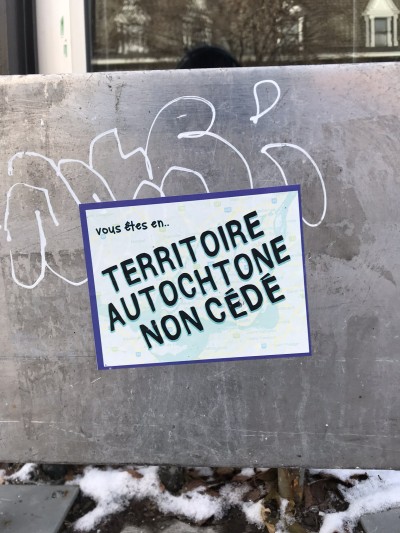 vous êtes en..
TERRITOIRE
AUTOCHTONE
NON CÉDÉ